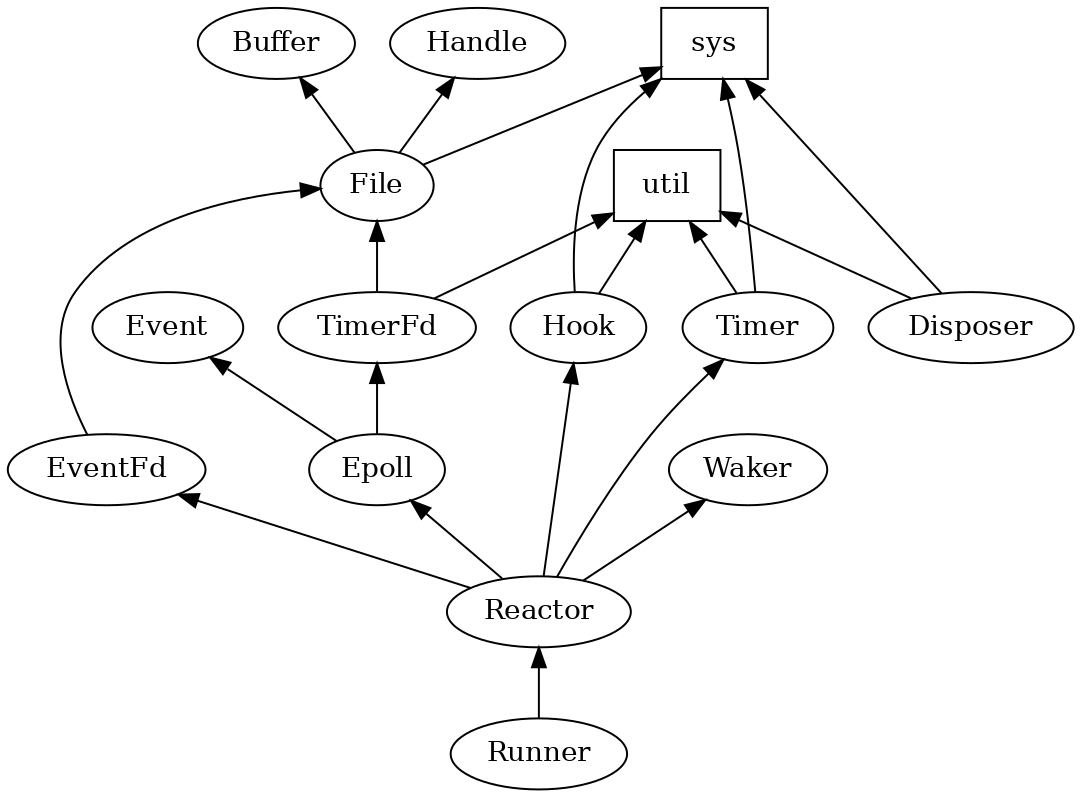 Buffer
Handle
sys
File
util
Event
TimerFd
Hook
Timer
Disposer
EventFd
Epoll
Waker
Reactor
Runner